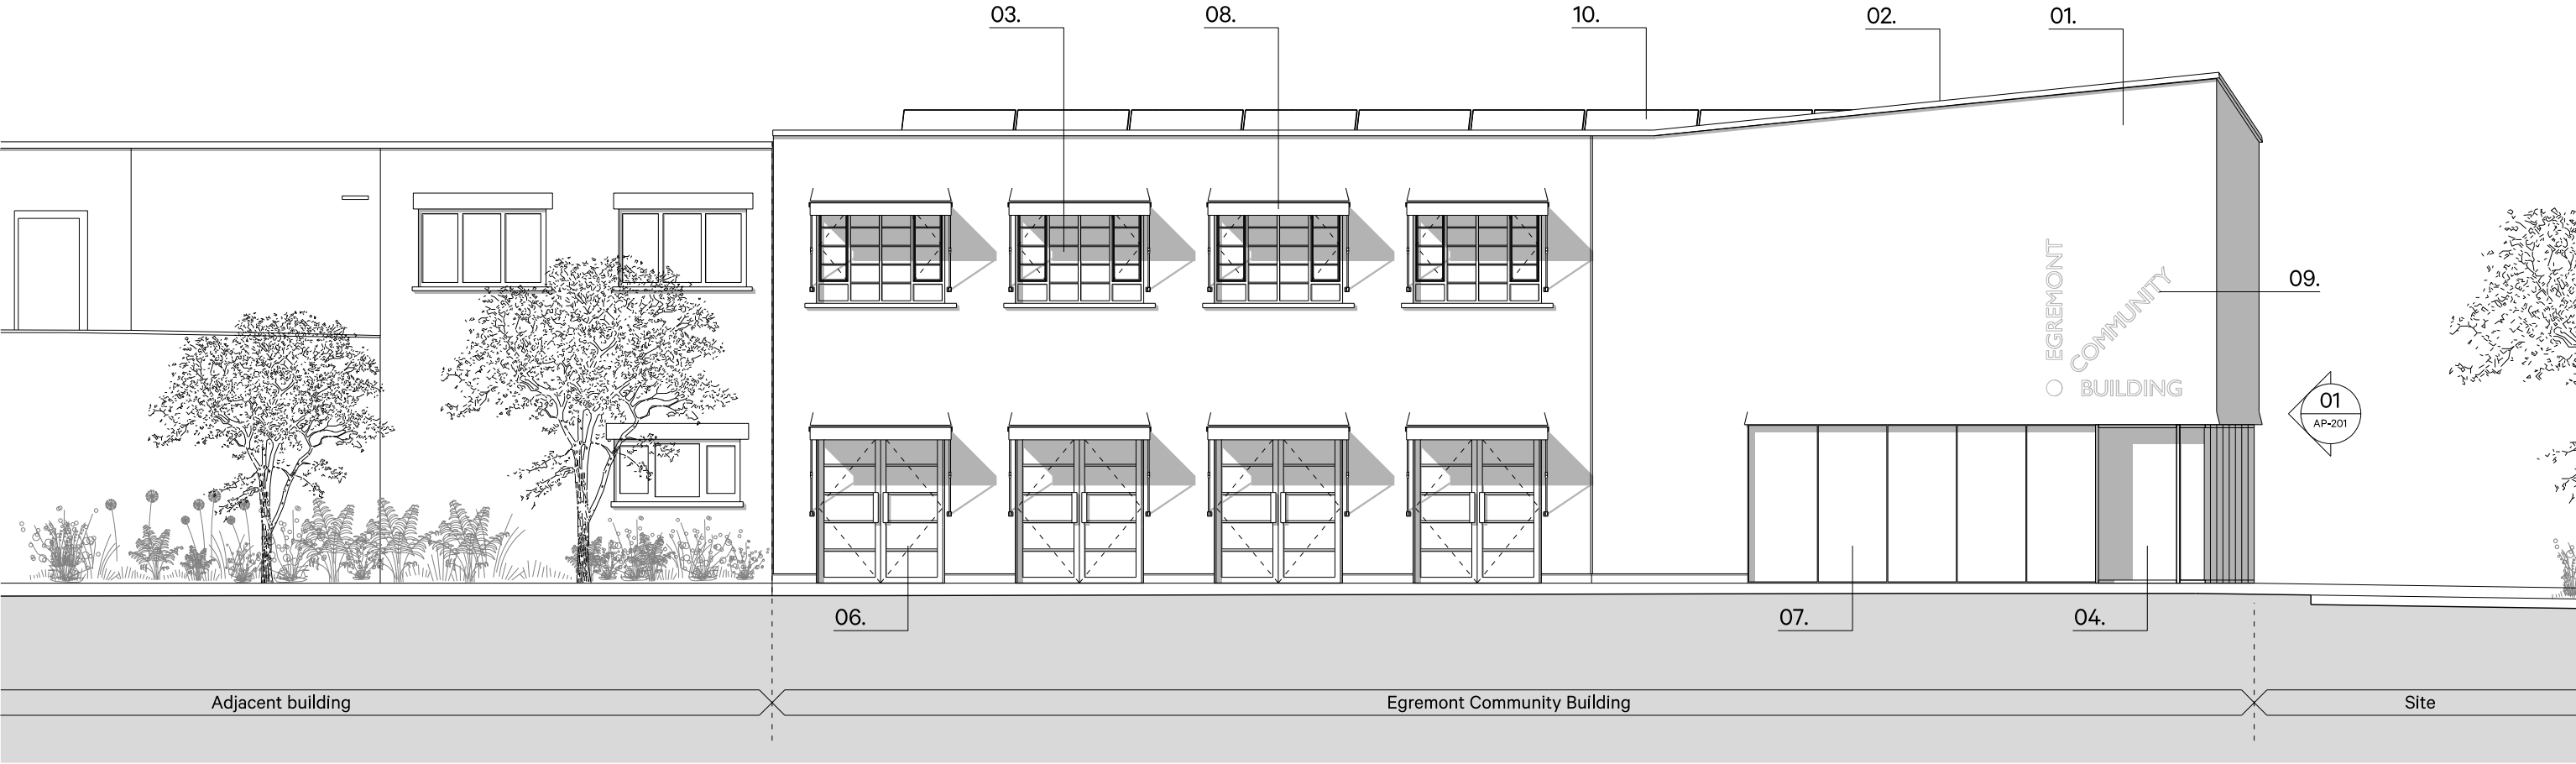 03.
08.
10.
02.
01.
EGREMONT
COMMUNITY
BUILDING
09.
01
AP-201
06.
07.
04.
Adjacent building
Egremont Community Building
Site